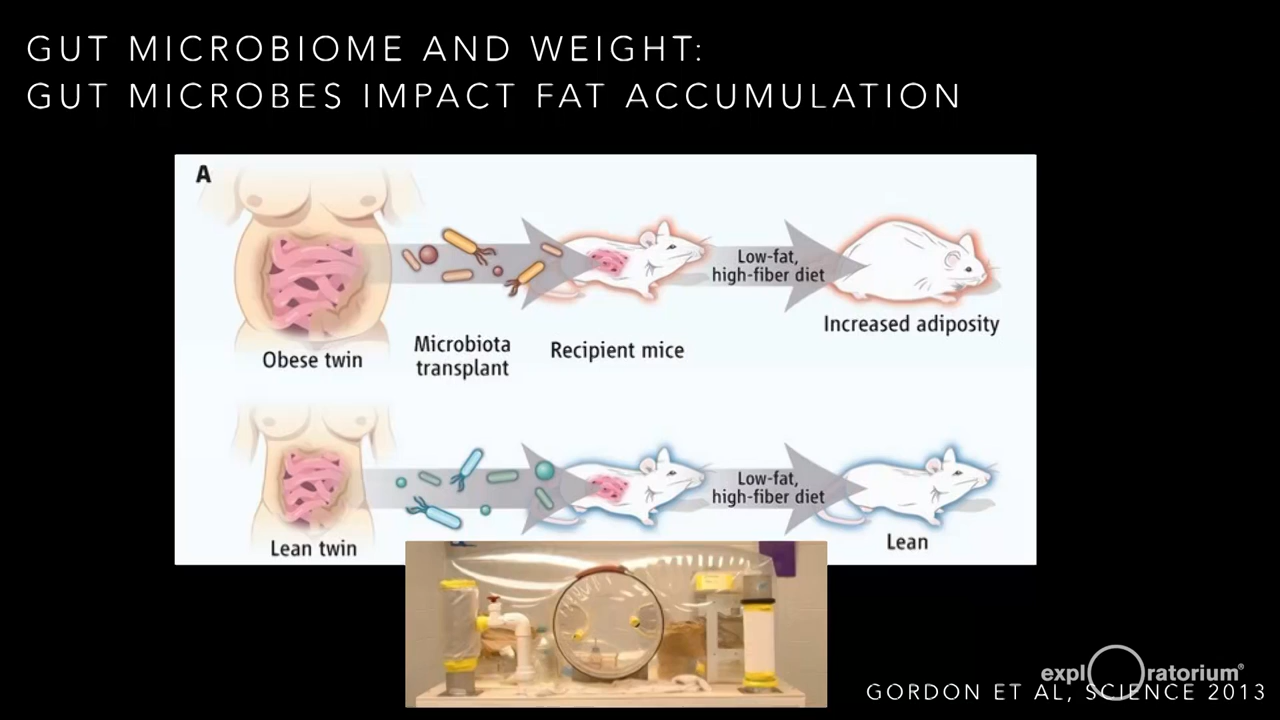 GUT MICROBIOME AND WEIGHT:
GUT MICROBES IMPACT FAT ACCUMULATION
A
Low-fat,
high-fiber diet
Increased adiposity
Obese twin
Microbiota
transplant
Recipient mice
Low-fat,
high-fiber diet
Lean twin
Lean
explOratorium®
GORDON ET AL, SCIENCE 2013